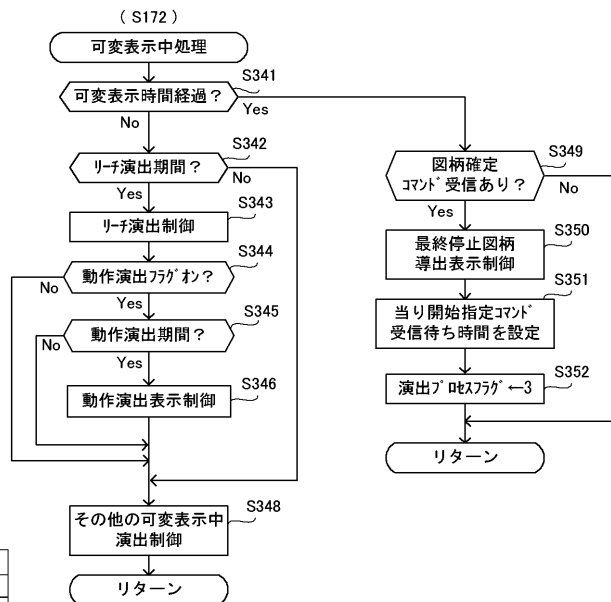 ( S172 )
可変表示中処理
S341
可変表示時間経過？
Yes
No
S342
リーチ演出期間？
No
Yes
S343
リーチ演出制御
S344
動作演出フラグオン？
No
Yes
S345
動作演出期間？
No
Yes
S346
動作演出表示制御
S348
その他の可変表示中
演出制御
リターン
S349
図柄確定
コマンド受信あり？
No
Yes
S350
最終停止図柄
導出表示制御
S351
当り開始指定コマンド
受信待ち時間を設定
S352
演出プロセスフラグ←3
リターン